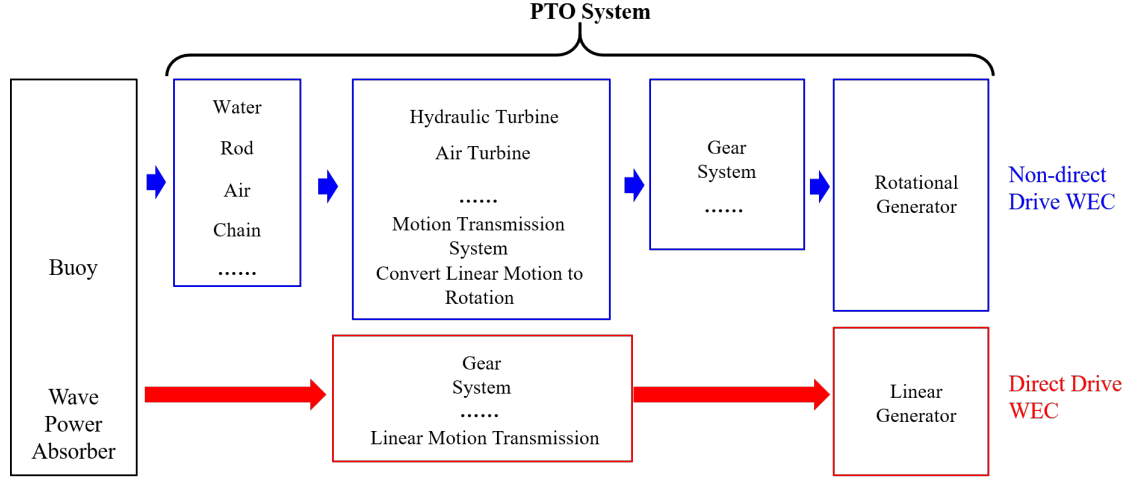 PTO System
Buoy
Wave
Power
Absorber
Water
Rod
Air
Chain
......
Hydraulic Turbine
Air Turbine
......
Motion Transmission
System
Convert Linear Motion to
Rotation
Gear
System
......
Rotational
Generator
Non-direct
Drive WEC
Gear
System
......
Linear Motion Transmission
Linear
Generator
Direct Drive
WEC